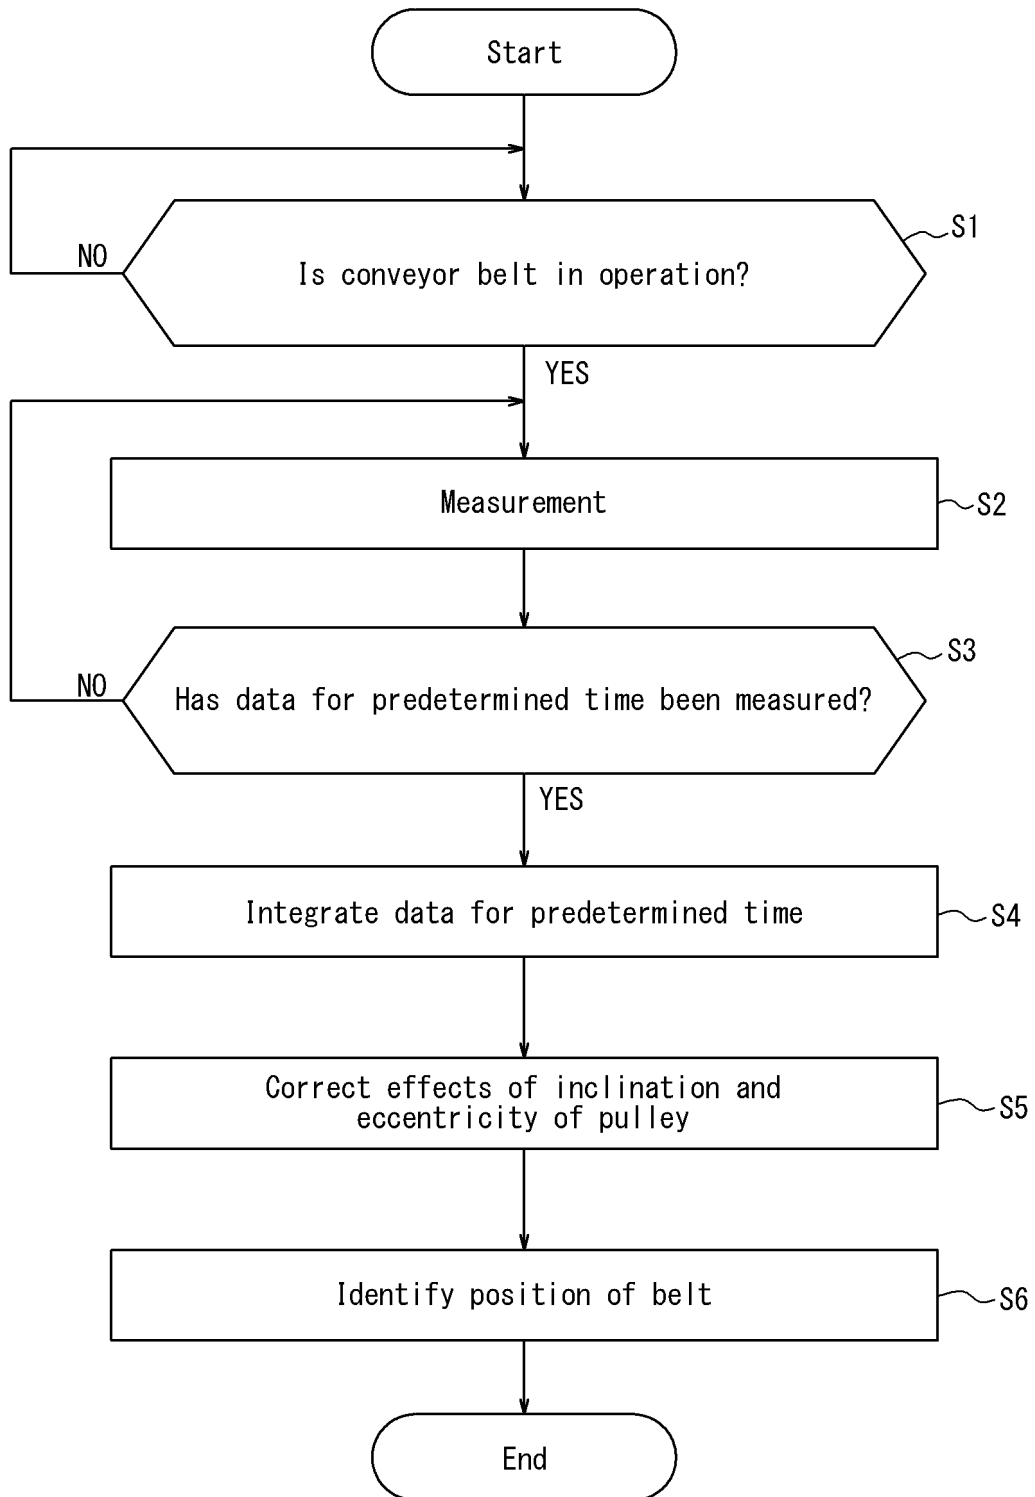 Start
S1
NO
Is conveyor belt in operation?
YES
Measurement
S2
S3
NO
Has data for predetermined time been measured?
YES
Integrate data for predetermined time
S4
Correct effects of inclination and
eccentricity of pulley
S5
Identify position of belt
S6
End